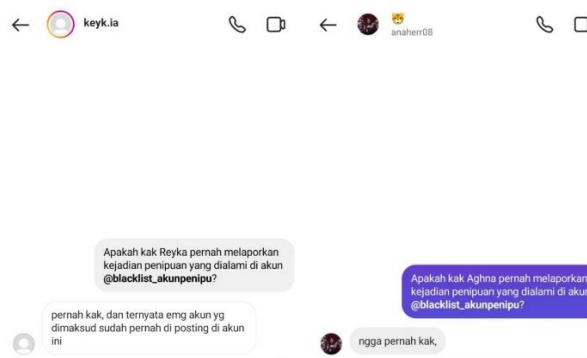 keyk.ia
Apakah kak Reyka pernah melaporkan
kejadian penipuan yang dialami di akun
@blacklist_akunpenipu?
pernah kak, dan ternyata emg akun yg
dimaksud sudah pernah di posting di akun
ini
anaherr08
Apakah kak Aghna pernah melaporkan
kejadian penipuan yang dialami di akun
@blacklist_akunpenipu?
ngga pernah kak,